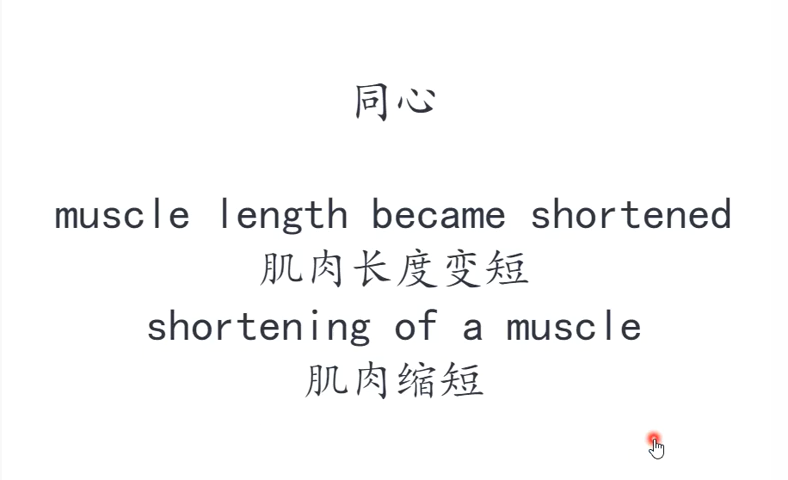 同心
muscle length became shortened
肌肉长度变短
shortening of a muscle
肌肉缩短